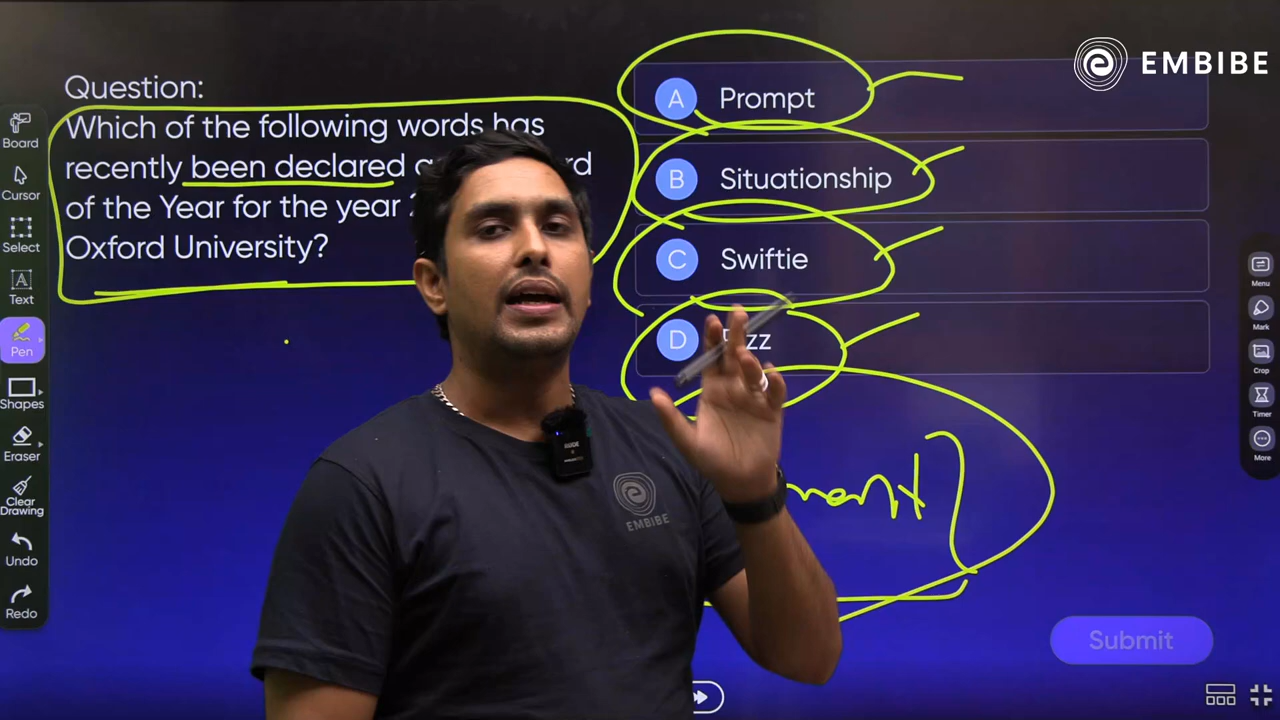 EMBIBE
Question:
Which of the following words has
recently been declared
of the Year for the year
Oxford University?
A Prompt
B Situationship
C Swiftie
D
Board
Cursor
Select
Text
Pen
Shapes
Eraser
Clear
Drawing
Undo
Redo
Menu
Mark
Crop
Timer
More
RODE
EMBIBE
Submit